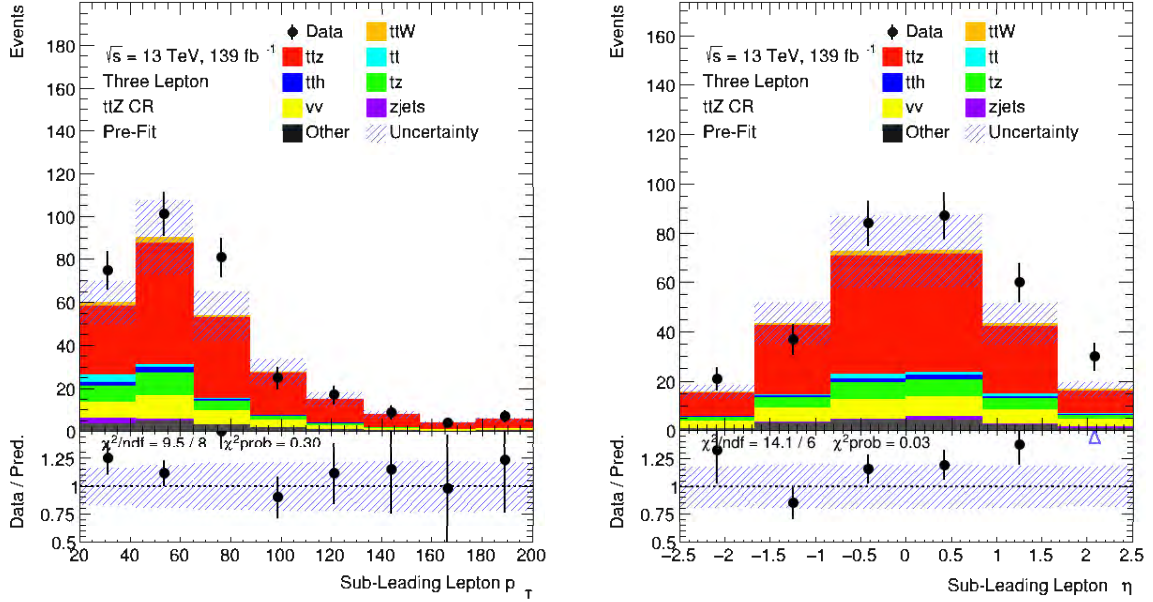 Events
180
160
140
120
100
80
60
40
20
0
√s = 13 TeV, 139 fb -1
Three Lepton
ttZ CR
Pre-Fit
Data
ttz
tth
vv
Other
ttW
tt
tz
zjets
Uncertainty
χ²/ndf = 9.5 / 8 χ²prob = 0.30
Data / Pred.
1.25
1
0.75
0.5
20 40 60 80 100 120 140 160 180 200
Sub-Leading Lepton p T
Events
160
140
120
100
80
60
40
20
0
√s = 13 TeV, 139 fb -1
Three Lepton
ttZ CR
Pre-Fit
Data
ttz
tth
vv
Other
ttW
tt
tz
zjets
Uncertainty
χ²/ndf = 14.1 / 6 χ²prob = 0.03
Data / Pred.
1.25
1
0.75
0.5
−2.5 −2 −1.5 −1 −0.5 0 0.5 1 1.5 2 2.5
Sub-Leading Lepton η